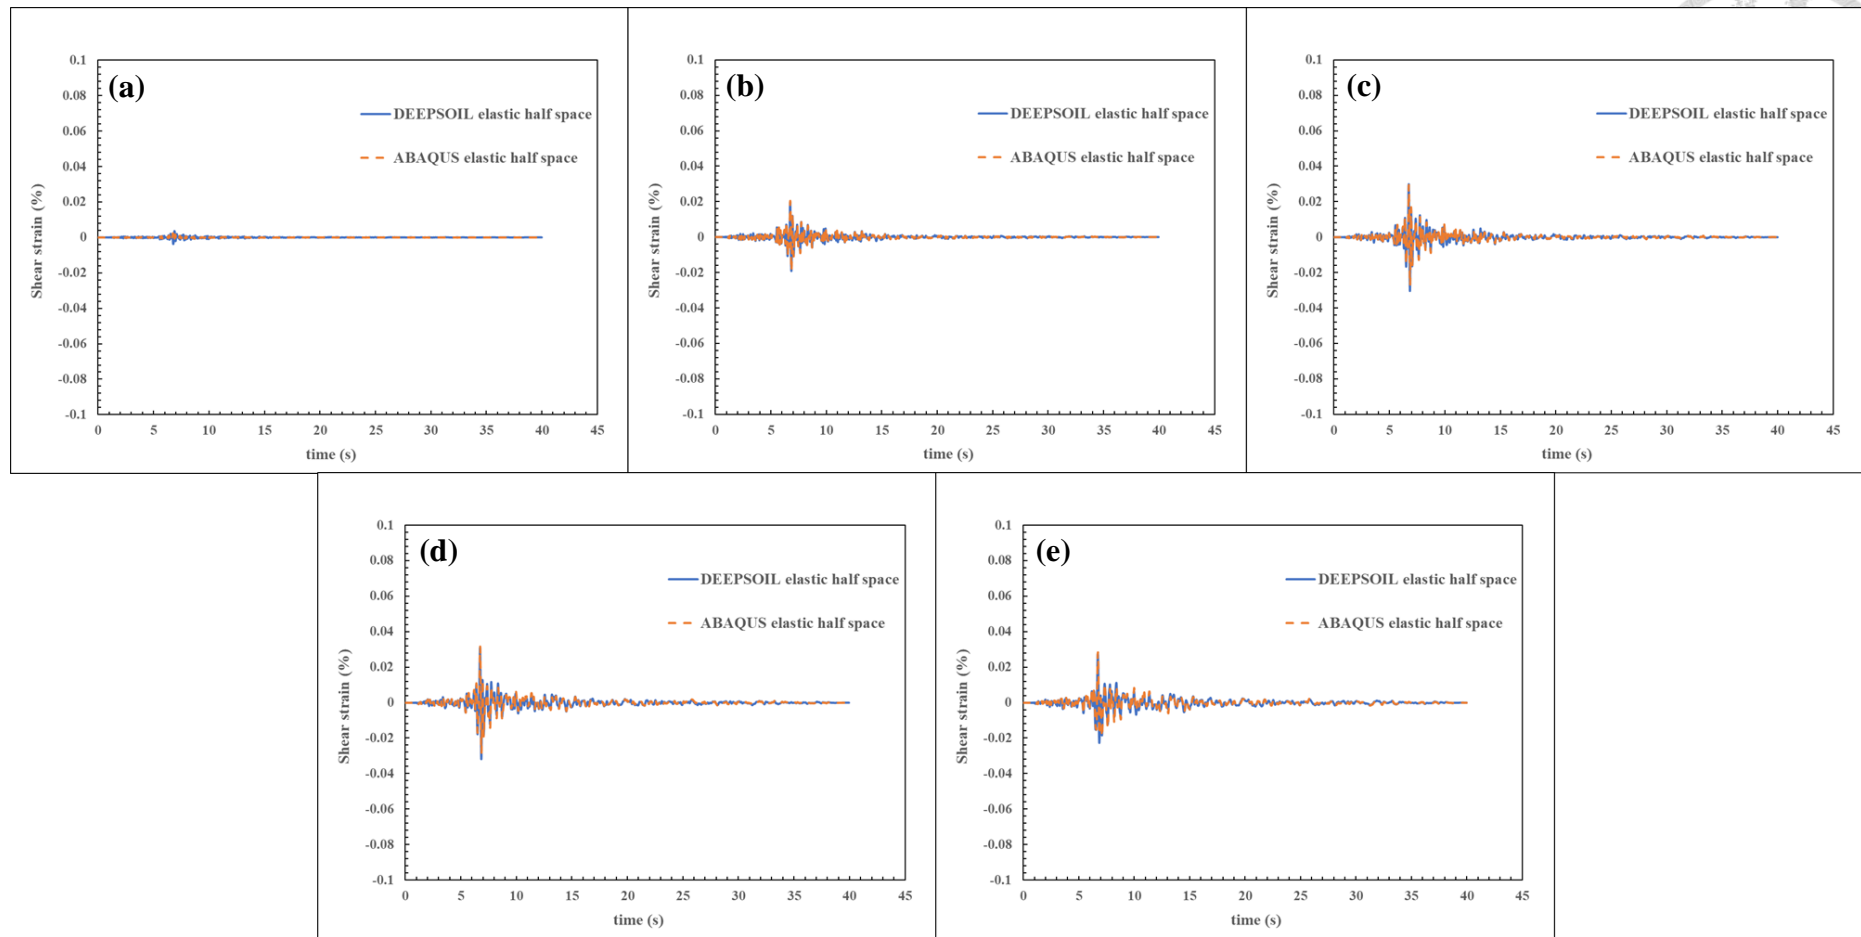 (a)
0.1
0.08
0.06
0.04
0.02
0
-0.02
-0.04
-0.06
-0.08
-0.1
Shear strain (%)
DEEPSOIL elastic half space
ABAQUS elastic half space
0 5 10 15 20 25 30 35 40 45
time (s)
(b)
0.1
0.08
0.06
0.04
0.02
0
-0.02
-0.04
-0.06
-0.08
-0.1
Shear strain (%)
DEEPSOIL elastic half space
ABAQUS elastic half space
0 5 10 15 20 25 30 35 40 45
time (s)
(c)
0.1
0.08
0.06
0.04
0.02
0
-0.02
-0.04
-0.06
-0.08
-0.1
Shear strain (%)
DEEPSOIL elastic half space
ABAQUS elastic half space
0 5 10 15 20 25 30 35 40 45
time (s)
(d)
0.1
0.08
0.06
0.04
0.02
0
-0.02
-0.04
-0.06
-0.08
-0.1
Shear strain (%)
DEEPSOIL elastic half space
ABAQUS elastic half space
0 5 10 15 20 25 30 35 40 45
time (s)
(e)
0.1
0.08
0.06
0.04
0.02
0
-0.02
-0.04
-0.06
-0.08
-0.1
Shear strain (%)
DEEPSOIL elastic half space
ABAQUS elastic half space
0 5 10 15 20 25 30 35 40 45
time (s)